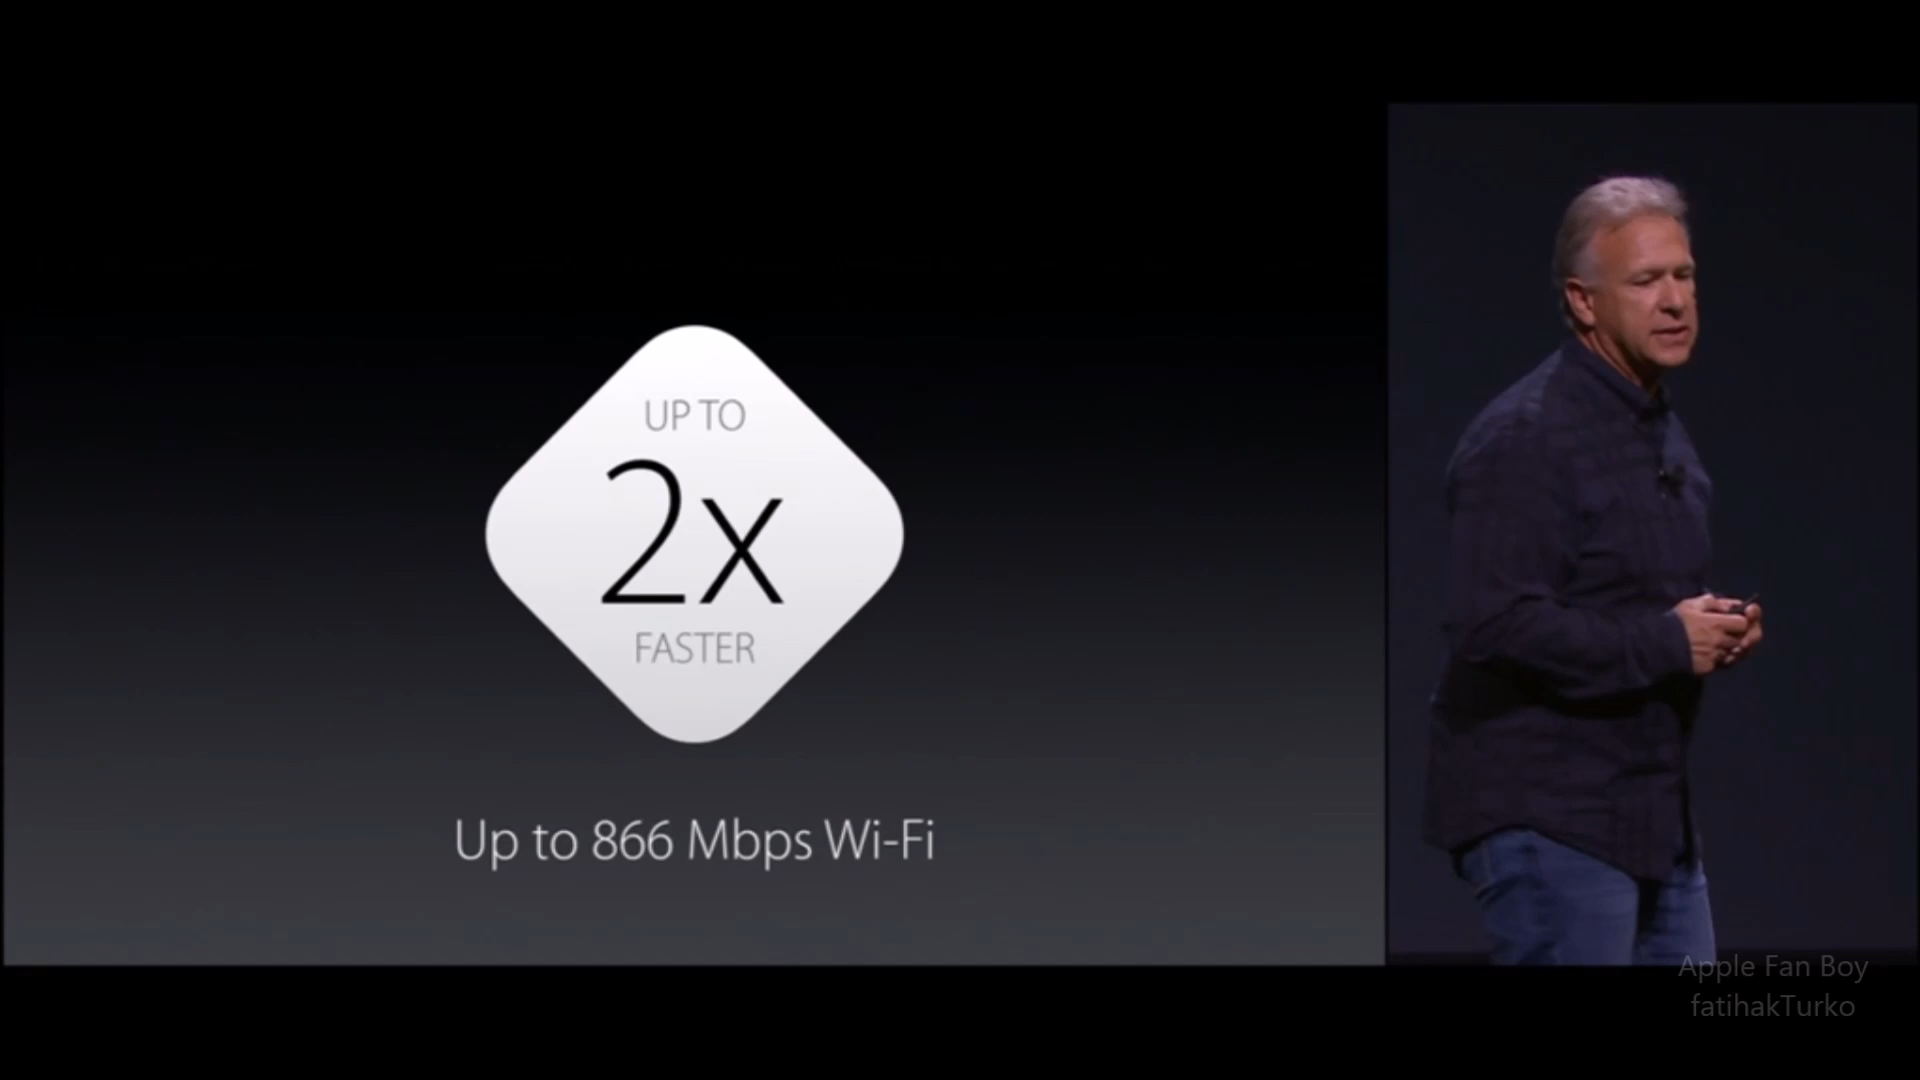 UP TO
2x
FASTER
Up to 866 Mbps Wi-Fi
Apple Fan Boy
fatihakTurko